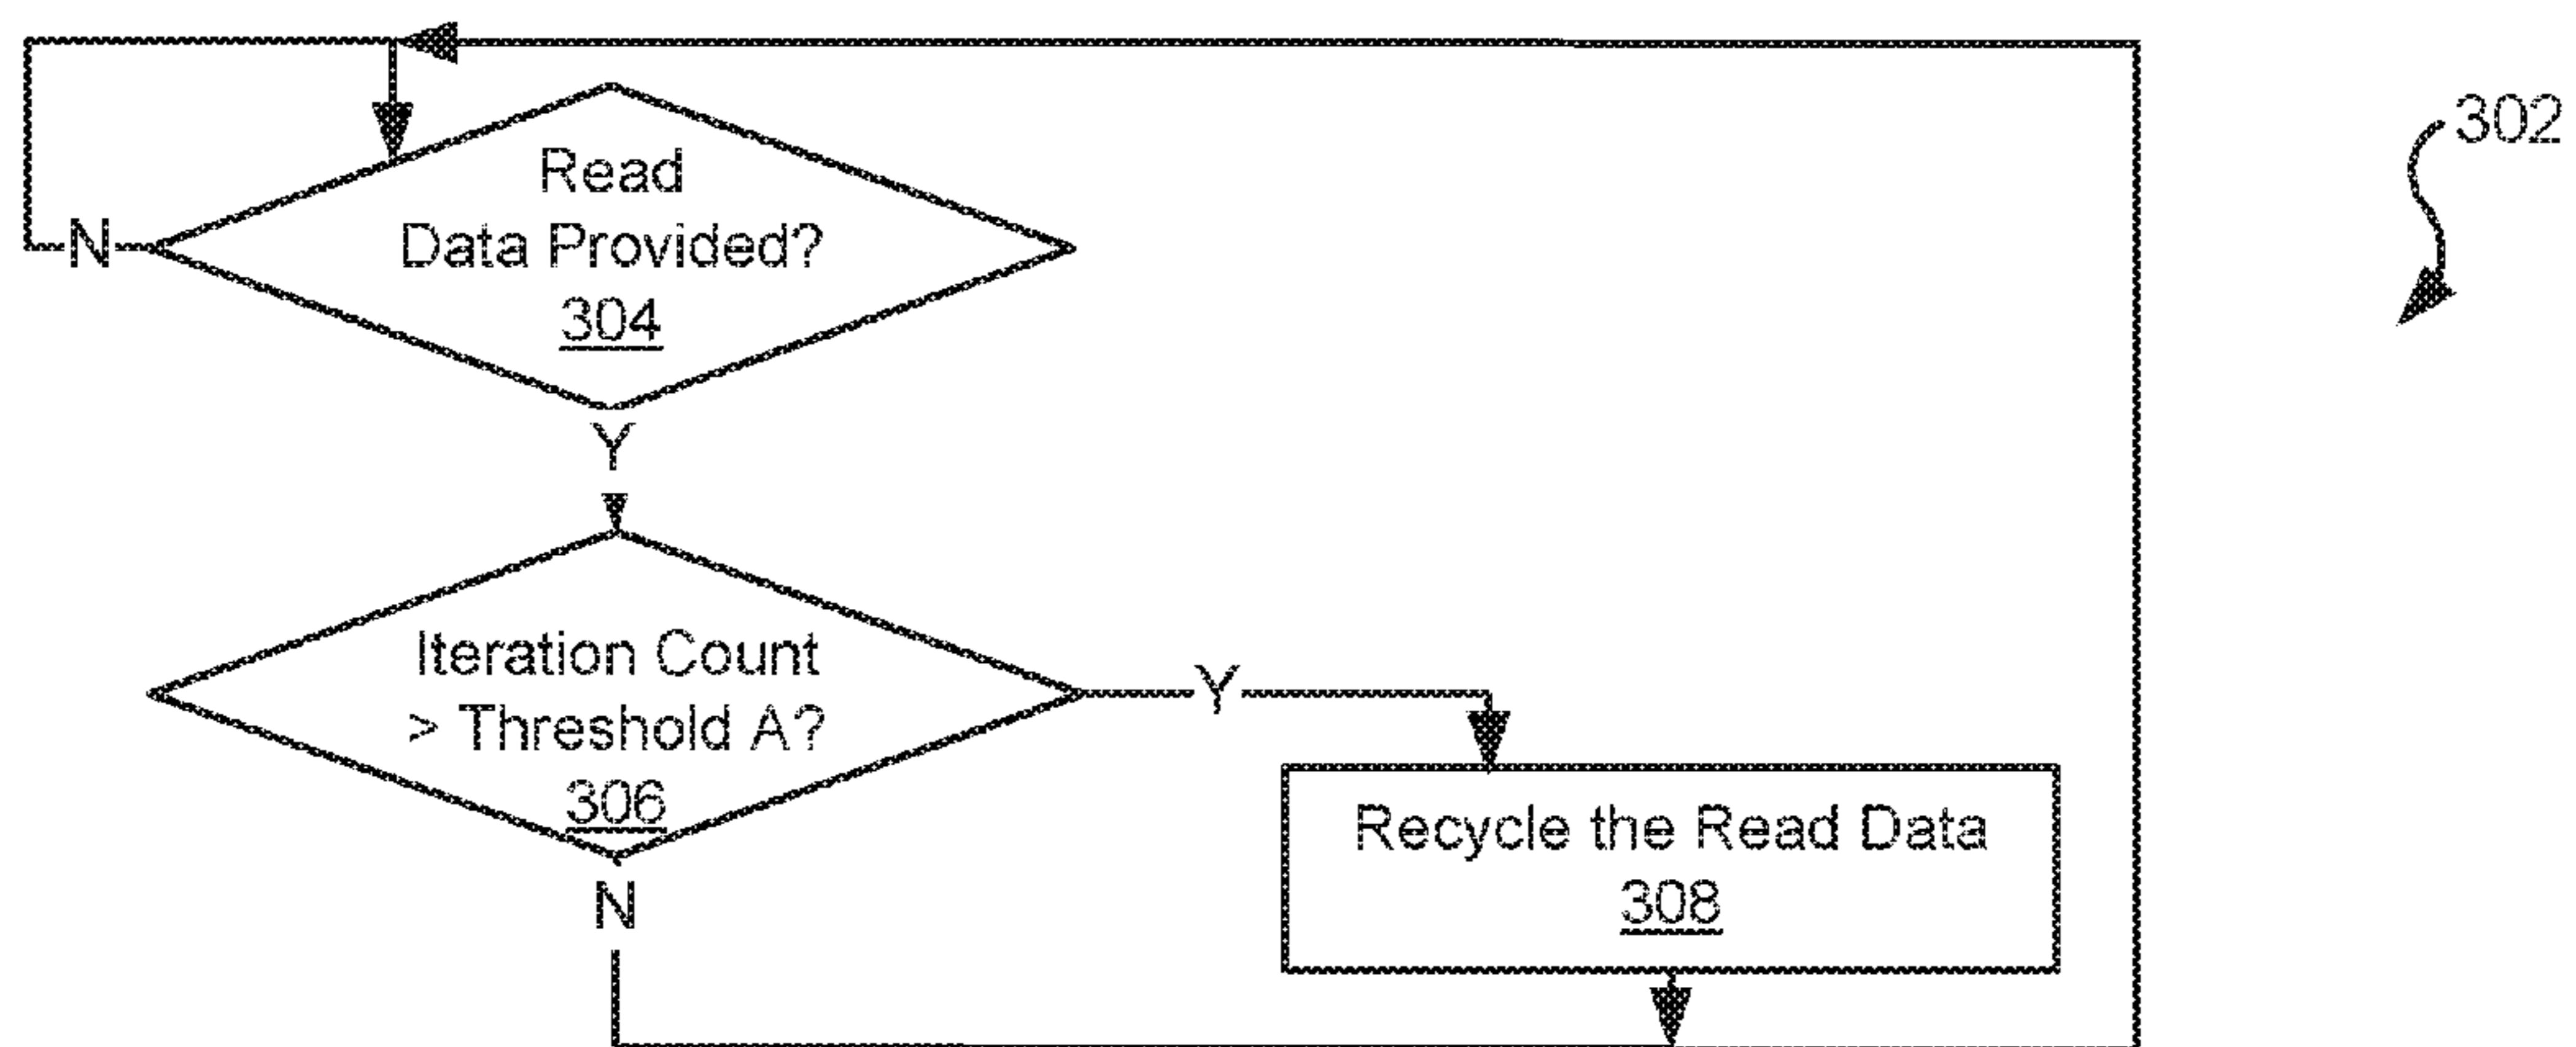 302
Read
Data Provided?
304
N
Y
Iteration Count
> Threshold A?
306
Y
Recycle the Read Data
308
N